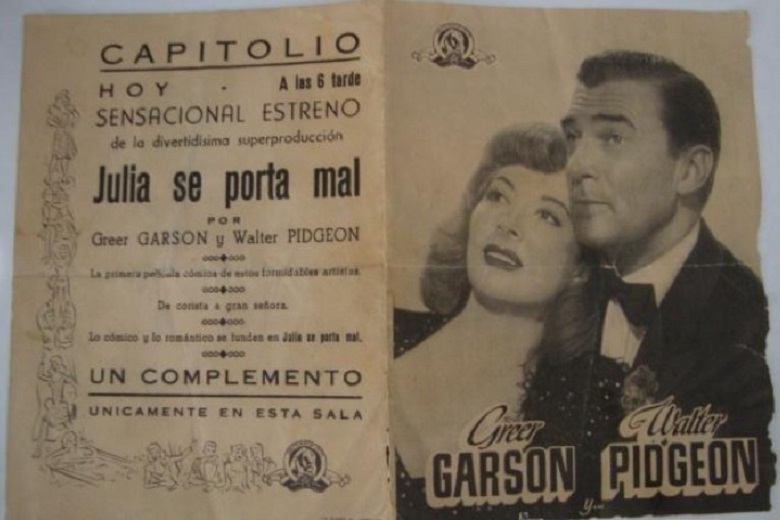 CAPITOLIO
HOY - A las 6 tarde
SENSACIONAL ESTRENO
de la divertidísima superproducción
Julia se porta mal
POR
Greer GARSON y Walter PIDGEON
La primera película cómica de estos formidables artistas.
De corista a gran señora.
Lo cómico y lo romántico se funden en Julia se porta mal.
UN COMPLEMENTO
UNICAMENTE EN ESTA SALA
Greer GARSON
y...
Walter PIDGEON